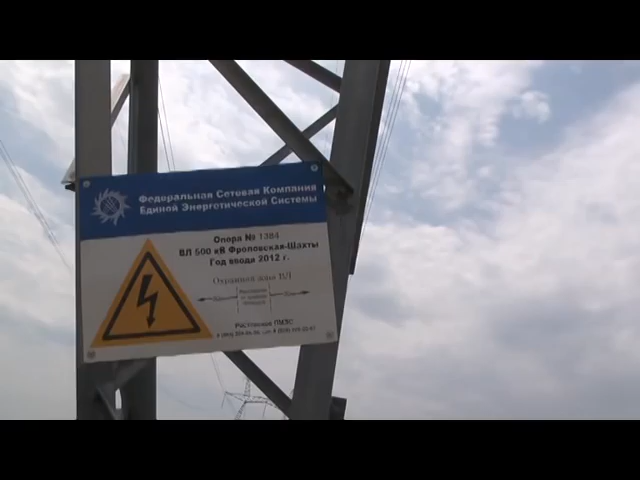 Федеральная Сетевая Компания
Единой Энергетической Системы
Опора № 1384
ВЛ 500 кВ Фроловская-Шахты
Год ввода 2012 г.
Охранная зона ВЛ
Ростовское ПМЭС